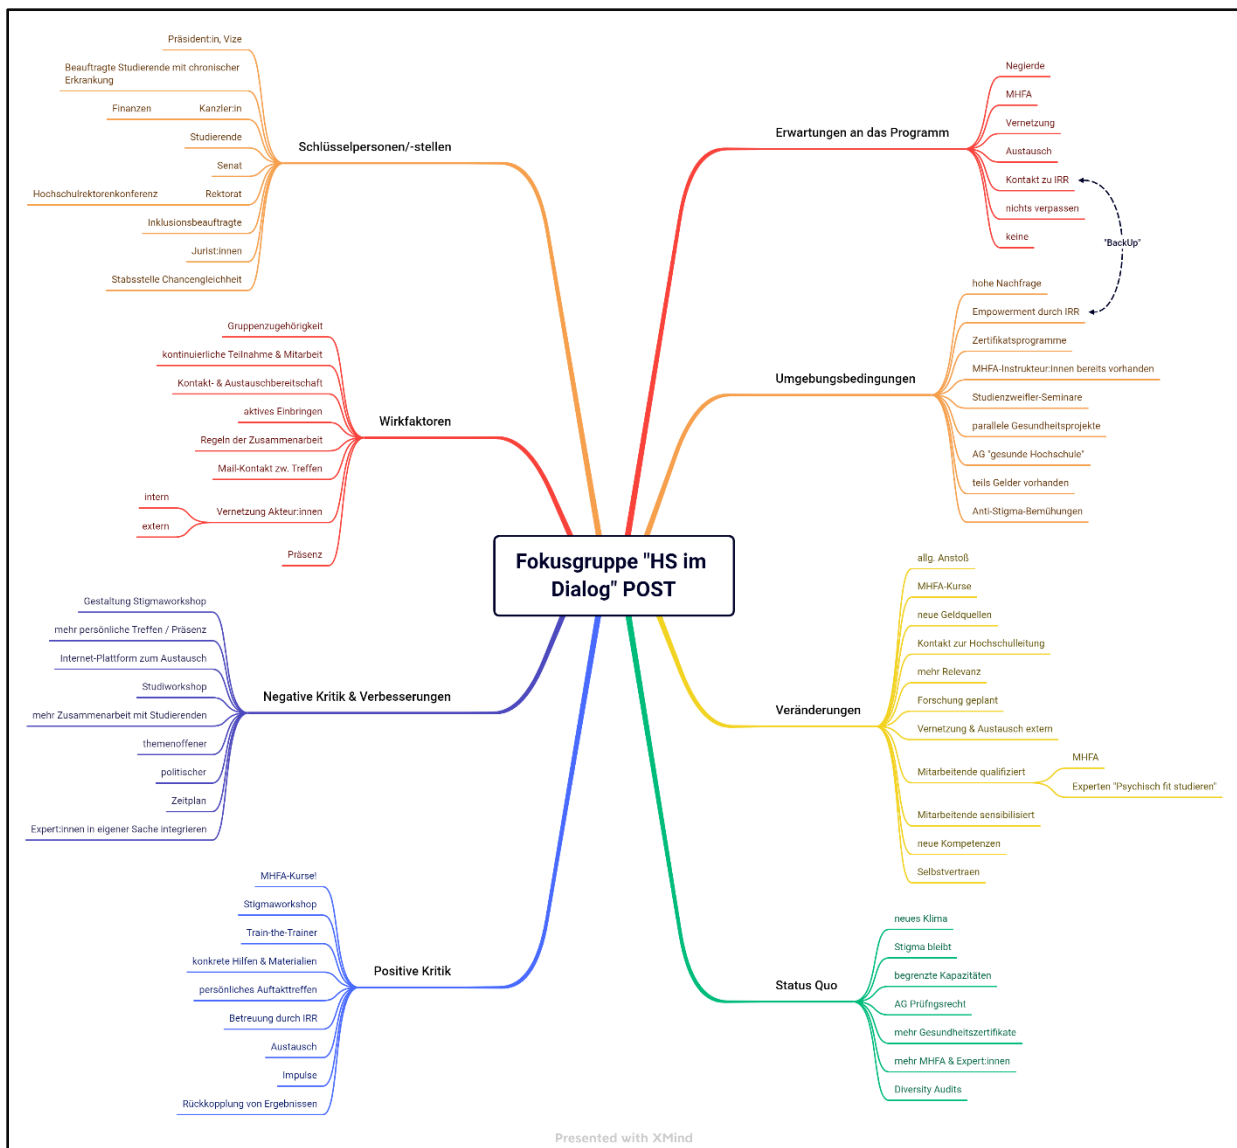 Fokusgruppe "HS im
Dialog" POST
Schlüsselpersonen/-stellen
Präsident:in, Vize
Beauftragte Studierende mit chronischer
Erkrankung
Finanzen Kanzler:in
Studierende
Senat
Hochschulrektorenkonferenz Rektorat
Inklusionsbeauftragte
Jurist:innen
Stabsstelle Chancengleichheit
Wirkfaktoren
Gruppenzugehörigkeit
kontinuierliche Teilnahme & Mitarbeit
Kontakt- & Austauschbereitschaft
aktives Einbringen
Regeln der Zusammenarbeit
Mail-Kontakt zw. Treffen
Vernetzung Akteur:innen
intern
extern
Präsenz
Negative Kritik & Verbesserungen
Gestaltung Stigmaworkshop
mehr persönliche Treffen / Präsenz
Internet-Plattform zum Austausch
Studiworkshop
mehr Zusammenarbeit mit Studierenden
themenoffener
politischer
Zeitplan
Expert:innen in eigener Sache integrieren
Positive Kritik
MHFA-Kurse!
Stigmaworkshop
Train-the-Trainer
konkrete Hilfen & Materialien
persönliches Auftakttreffen
Betreuung durch IRR
Austausch
Impulse
Rückkopplung von Ergebnissen
Erwartungen an das Programm
Negierde
MHFA
Vernetzung
Austausch
Kontakt zu IRR
nichts verpassen
keine
"BackUp"
Umgebungsbedingungen
hohe Nachfrage
Empowerment durch IRR
Zertifikatsprogramme
MHFA-Instrukteur:innen bereits vorhanden
Studienzweifler-Seminare
parallele Gesundheitsprojekte
AG "gesunde Hochschule"
teils Gelder vorhanden
Anti-Stigma-Bemühungen
Veränderungen
allg. Anstoß
MHFA-Kurse
neue Geldquellen
Kontakt zur Hochschulleitung
mehr Relevanz
Forschung geplant
Vernetzung & Austausch extern
Mitarbeitende qualifiziert
MHFA
Experten "Psychisch fit studieren"
Mitarbeitende sensibilisiert
neue Kompetenzen
Selbstvertraen
Status Quo
neues Klima
Stigma bleibt
begrenzte Kapazitäten
AG Prüfngsrecht
mehr Gesundheitszertifikate
mehr MHFA & Expert:innen
Diversity Audits
Presented with XMind